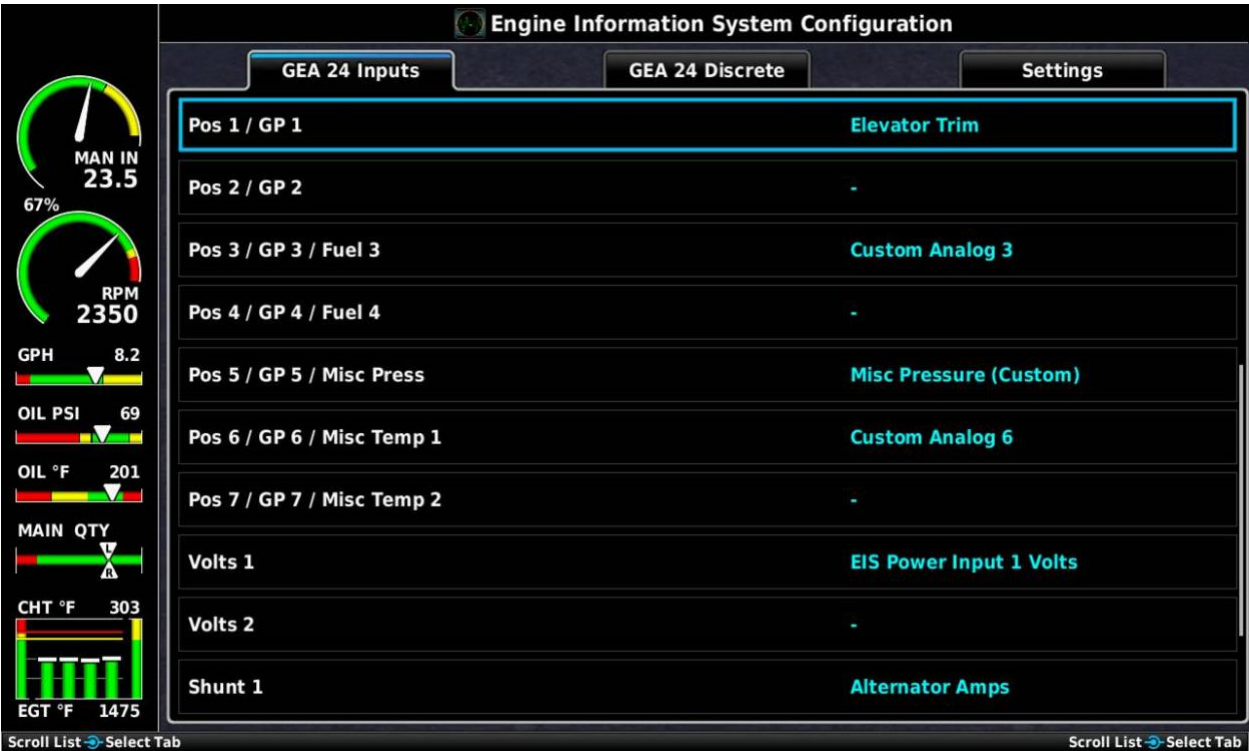 Engine Information System Configuration
GEA 24 Inputs
GEA 24 Discrete
Settings
MAN IN
23.5
67%
RPM
2350
GPH 8.2
OIL PSI 69
OIL °F 201
MAIN QTY
L
R
CHT °F 303
EGT °F 1475
Pos 1 / GP 1 Elevator Trim
Pos 2 / GP 2 -
Pos 3 / GP 3 / Fuel 3 Custom Analog 3
Pos 4 / GP 4 / Fuel 4 -
Pos 5 / GP 5 / Misc Press Misc Pressure (Custom)
Pos 6 / GP 6 / Misc Temp 1 Custom Analog 6
Pos 7 / GP 7 / Misc Temp 2 -
Volts 1 EIS Power Input 1 Volts
Volts 2 -
Shunt 1 Alternator Amps
Scroll List Select Tab
Scroll List Select Tab